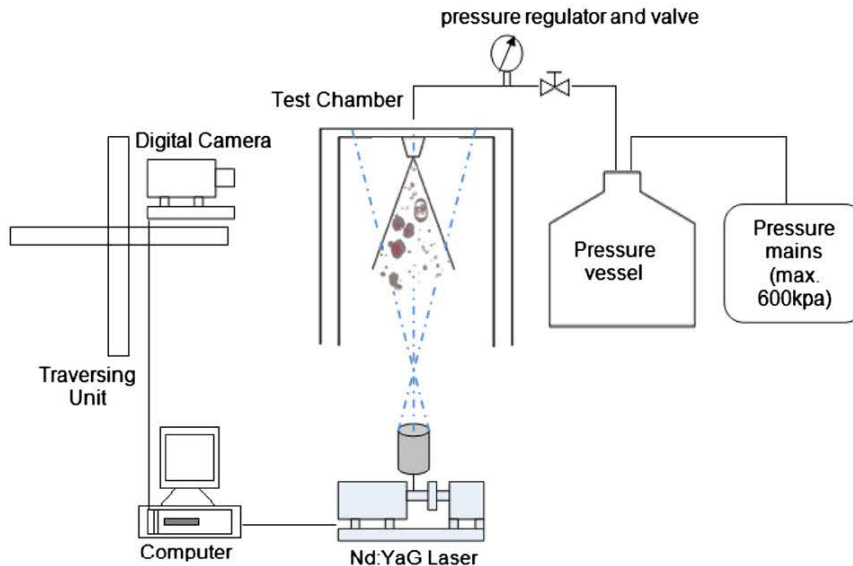 pressure regulator and valve
Test Chamber
Digital Camera
Pressure
vessel
Pressure
mains
(max.
600kpa)
Traversing
Unit
Computer
Nd:YaG Laser